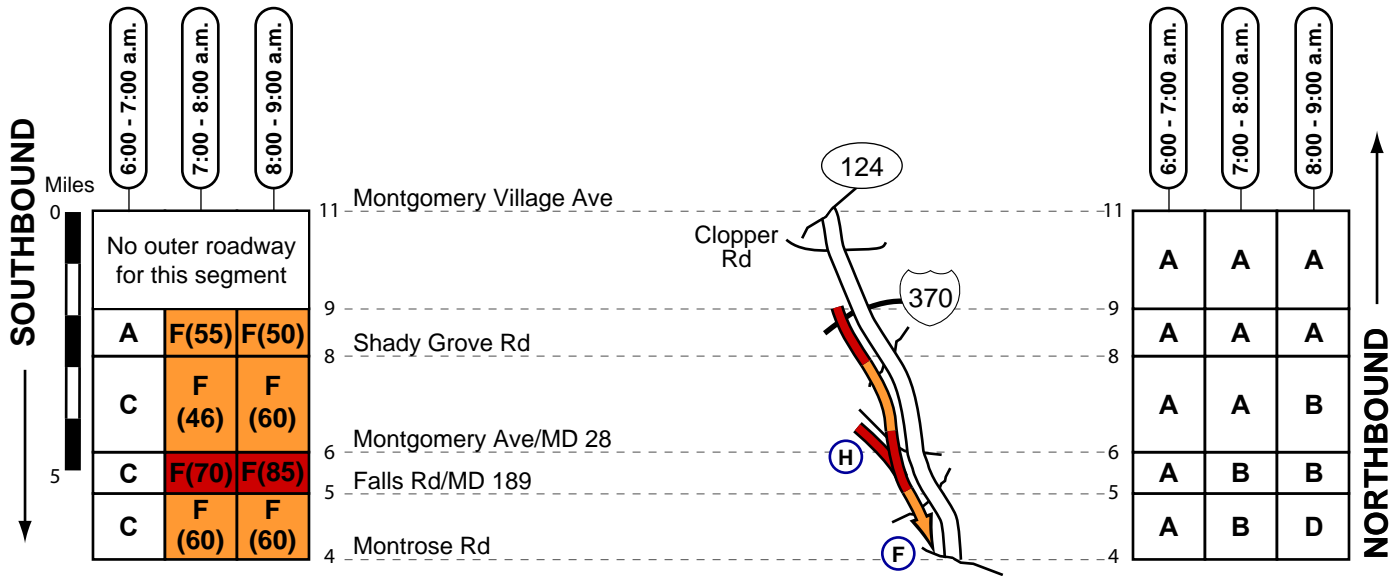 6:00 - 7:00 a.m.
7:00 - 8:00 a.m.
8:00 - 9:00 a.m.
6:00 - 7:00 a.m.
7:00 - 8:00 a.m.
8:00 - 9:00 a.m.
SOUTHBOUND
Miles
0
5
No outer roadway
for this segment
A F(55) F(50)
C F (46) F (60)
C F(70) F(85)
C F (60) F (60)
11 Montgomery Village Ave
9
8 Shady Grove Rd
6 Montgomery Ave/MD 28
5 Falls Rd/MD 189
4 Montrose Rd
124
Clopper
Rd
370
H
F
11 A A A
9
A A A
8
A A B
6
A B B
5
A B D
4
NORTHBOUND